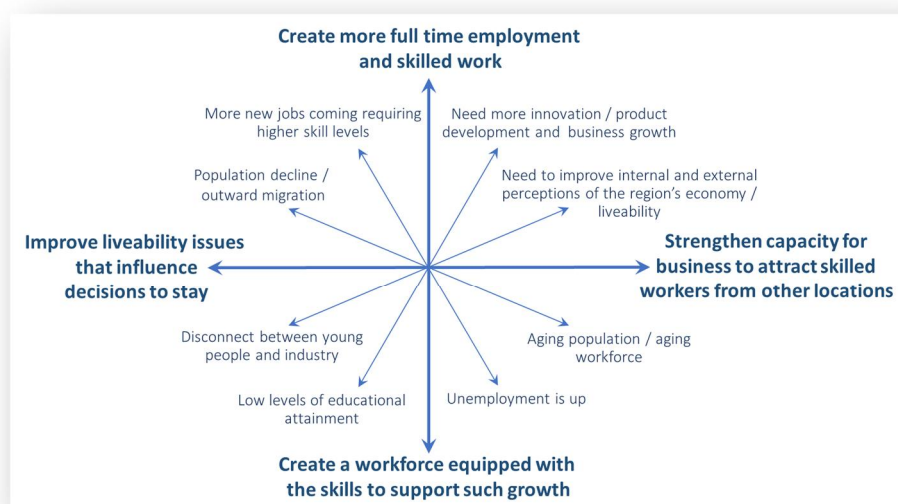 Create more full time employment
and skilled work
More new jobs coming requiring
higher skill levels
Need more innovation / product
development and business growth
Population decline /
outward migration
Need to improve internal and external
perceptions of the region's economy /
liveability
Improve liveability issues
that influence
decisions to stay
Strengthen capacity for
business to attract skilled
workers from other locations
Disconnect between young
people and industry
Aging population / aging
workforce
Low levels of educational
attainment
Unemployment is up
Create a workforce equipped with
the skills to support such growth